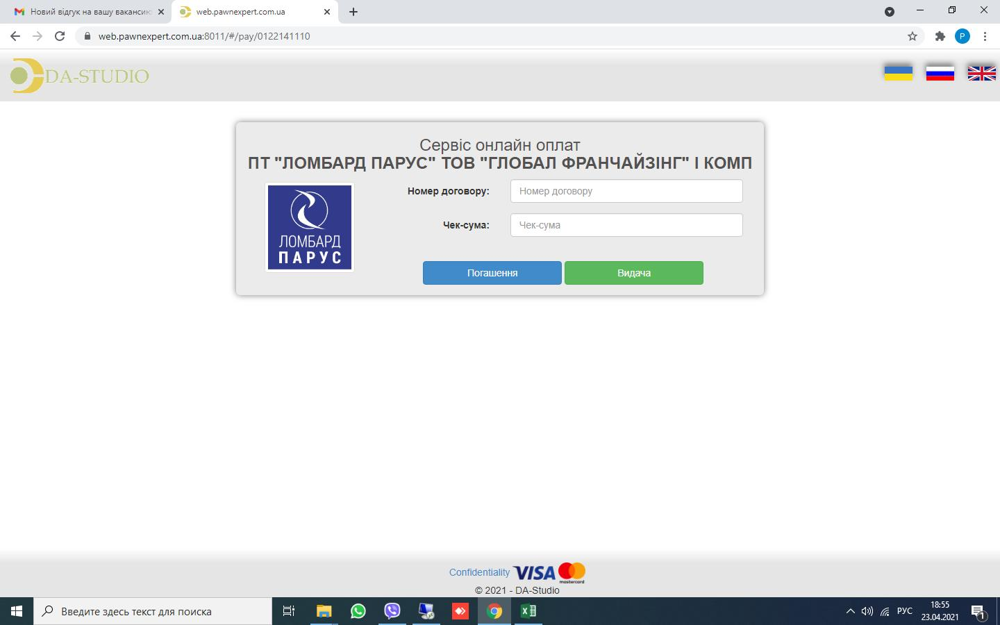 Новий відгук на вашу вакансию
web.pawnexpert.com.ua
web.pawnexpert.com.ua:8011/#/pay/0122141110
P
DA-STUDIO
Сервіс онлайн оплат
ПТ "ЛОМБАРД ПАРУС" ТОВ "ГЛОБАЛ ФРАНЧАЙЗІНГ" І КОМП
Номер договору:
Номер договору
Чек-сума:
Чек-сума
ЛОМБАРД
ПАРУС
Погашення
Видача
Confidentiality
VISA
mastercard
© 2021 - DA-Studio
Введите здесь текст для поиска
РУС
18:55
23.04.2021
1